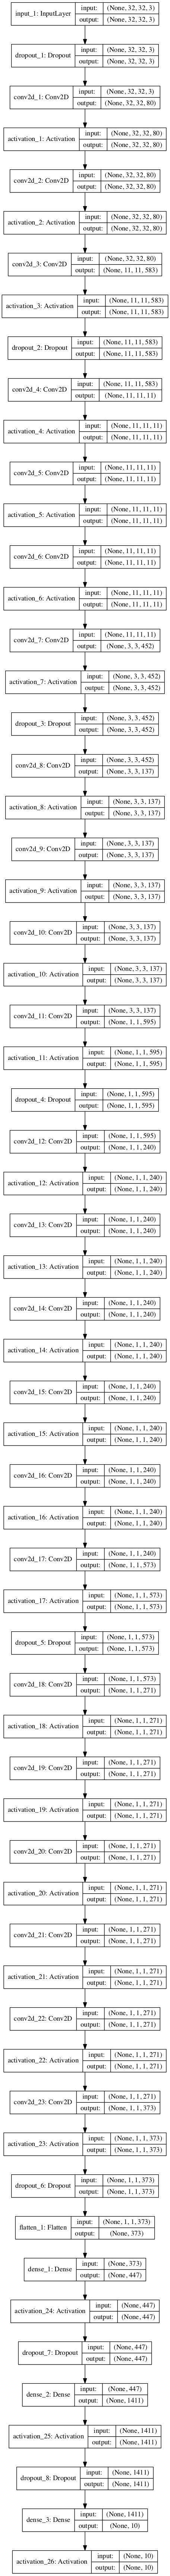 input_1: InputLayer
input: (None, 32, 32, 3)
output: (None, 32, 32, 3)
dropout_1: Dropout
input: (None, 32, 32, 3)
output: (None, 32, 32, 3)
conv2d_1: Conv2D
input: (None, 32, 32, 3)
output: (None, 32, 32, 80)
activation_1: Activation
input: (None, 32, 32, 80)
output: (None, 32, 32, 80)
conv2d_2: Conv2D
input: (None, 32, 32, 80)
output: (None, 32, 32, 80)
activation_2: Activation
input: (None, 32, 32, 80)
output: (None, 32, 32, 80)
conv2d_3: Conv2D
input: (None, 32, 32, 80)
output: (None, 11, 11, 583)
activation_3: Activation
input: (None, 11, 11, 583)
output: (None, 11, 11, 583)
dropout_2: Dropout
input: (None, 11, 11, 583)
output: (None, 11, 11, 583)
conv2d_4: Conv2D
input: (None, 11, 11, 583)
output: (None, 11, 11, 11)
activation_4: Activation
input: (None, 11, 11, 11)
output: (None, 11, 11, 11)
conv2d_5: Conv2D
input: (None, 11, 11, 11)
output: (None, 11, 11, 11)
activation_5: Activation
input: (None, 11, 11, 11)
output: (None, 11, 11, 11)
conv2d_6: Conv2D
input: (None, 11, 11, 11)
output: (None, 11, 11, 11)
activation_6: Activation
input: (None, 11, 11, 11)
output: (None, 11, 11, 11)
conv2d_7: Conv2D
input: (None, 11, 11, 11)
output: (None, 3, 3, 452)
activation_7: Activation
input: (None, 3, 3, 452)
output: (None, 3, 3, 452)
dropout_3: Dropout
input: (None, 3, 3, 452)
output: (None, 3, 3, 452)
conv2d_8: Conv2D
input: (None, 3, 3, 452)
output: (None, 3, 3, 137)
activation_8: Activation
input: (None, 3, 3, 137)
output: (None, 3, 3, 137)
conv2d_9: Conv2D
input: (None, 3, 3, 137)
output: (None, 3, 3, 137)
activation_9: Activation
input: (None, 3, 3, 137)
output: (None, 3, 3, 137)
conv2d_10: Conv2D
input: (None, 3, 3, 137)
output: (None, 3, 3, 137)
activation_10: Activation
input: (None, 3, 3, 137)
output: (None, 3, 3, 137)
conv2d_11: Conv2D
input: (None, 3, 3, 137)
output: (None, 1, 1, 595)
activation_11: Activation
input: (None, 1, 1, 595)
output: (None, 1, 1, 595)
dropout_4: Dropout
input: (None, 1, 1, 595)
output: (None, 1, 1, 595)
conv2d_12: Conv2D
input: (None, 1, 1, 595)
output: (None, 1, 1, 240)
activation_12: Activation
input: (None, 1, 1, 240)
output: (None, 1, 1, 240)
conv2d_13: Conv2D
input: (None, 1, 1, 240)
output: (None, 1, 1, 240)
activation_13: Activation
input: (None, 1, 1, 240)
output: (None, 1, 1, 240)
conv2d_14: Conv2D
input: (None, 1, 1, 240)
output: (None, 1, 1, 240)
activation_14: Activation
input: (None, 1, 1, 240)
output: (None, 1, 1, 240)
conv2d_15: Conv2D
input: (None, 1, 1, 240)
output: (None, 1, 1, 240)
activation_15: Activation
input: (None, 1, 1, 240)
output: (None, 1, 1, 240)
conv2d_16: Conv2D
input: (None, 1, 1, 240)
output: (None, 1, 1, 240)
activation_16: Activation
input: (None, 1, 1, 240)
output: (None, 1, 1, 240)
conv2d_17: Conv2D
input: (None, 1, 1, 240)
output: (None, 1, 1, 573)
activation_17: Activation
input: (None, 1, 1, 573)
output: (None, 1, 1, 573)
dropout_5: Dropout
input: (None, 1, 1, 573)
output: (None, 1, 1, 573)
conv2d_18: Conv2D
input: (None, 1, 1, 573)
output: (None, 1, 1, 271)
activation_18: Activation
input: (None, 1, 1, 271)
output: (None, 1, 1, 271)
conv2d_19: Conv2D
input: (None, 1, 1, 271)
output: (None, 1, 1, 271)
activation_19: Activation
input: (None, 1, 1, 271)
output: (None, 1, 1, 271)
conv2d_20: Conv2D
input: (None, 1, 1, 271)
output: (None, 1, 1, 271)
activation_20: Activation
input: (None, 1, 1, 271)
output: (None, 1, 1, 271)
conv2d_21: Conv2D
input: (None, 1, 1, 271)
output: (None, 1, 1, 271)
activation_21: Activation
input: (None, 1, 1, 271)
output: (None, 1, 1, 271)
conv2d_22: Conv2D
input: (None, 1, 1, 271)
output: (None, 1, 1, 271)
activation_22: Activation
input: (None, 1, 1, 271)
output: (None, 1, 1, 271)
conv2d_23: Conv2D
input: (None, 1, 1, 271)
output: (None, 1, 1, 373)
activation_23: Activation
input: (None, 1, 1, 373)
output: (None, 1, 1, 373)
dropout_6: Dropout
input: (None, 1, 1, 373)
output: (None, 1, 1, 373)
flatten_1: Flatten
input: (None, 1, 1, 373)
output: (None, 373)
dense_1: Dense
input: (None, 373)
output: (None, 447)
activation_24: Activation
input: (None, 447)
output: (None, 447)
dropout_7: Dropout
input: (None, 447)
output: (None, 447)
dense_2: Dense
input: (None, 447)
output: (None, 1411)
activation_25: Activation
input: (None, 1411)
output: (None, 1411)
dropout_8: Dropout
input: (None, 1411)
output: (None, 1411)
dense_3: Dense
input: (None, 1411)
output: (None, 10)
activation_26: Activation
input: (None, 10)
output: (None, 10)